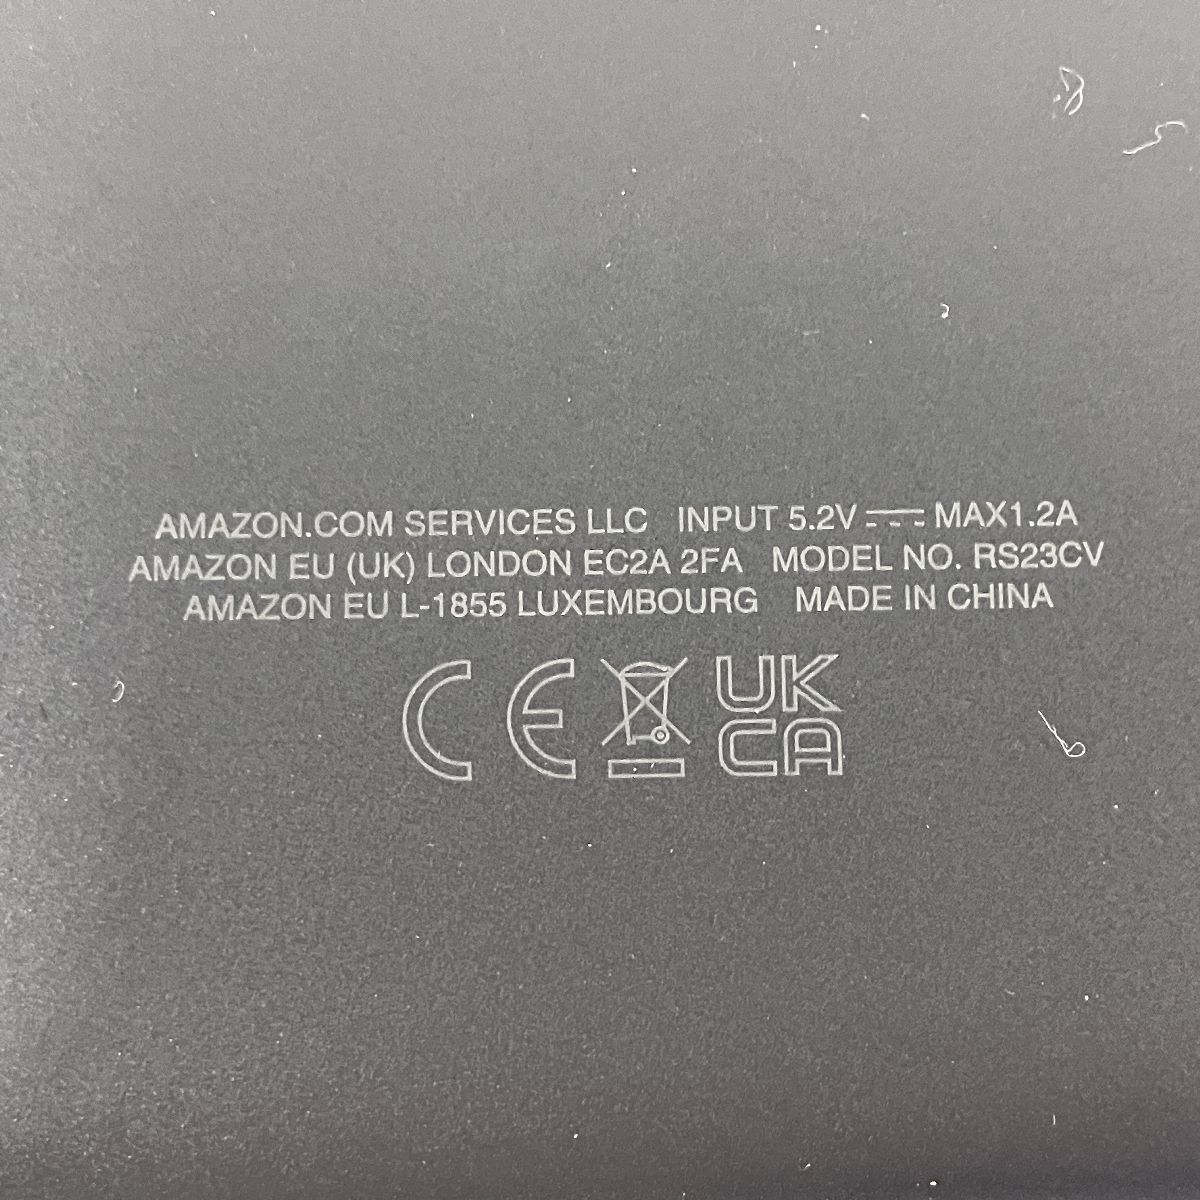 AMAZON.COM SERVICES LLC INPUT 5.2V⎓MAX1.2A
AMAZON EU (UK) LONDON EC2A 2FA MODEL NO. RS23CV
AMAZON EU L-1855 LUXEMBOURG MADE IN CHINA
CE UK
CA